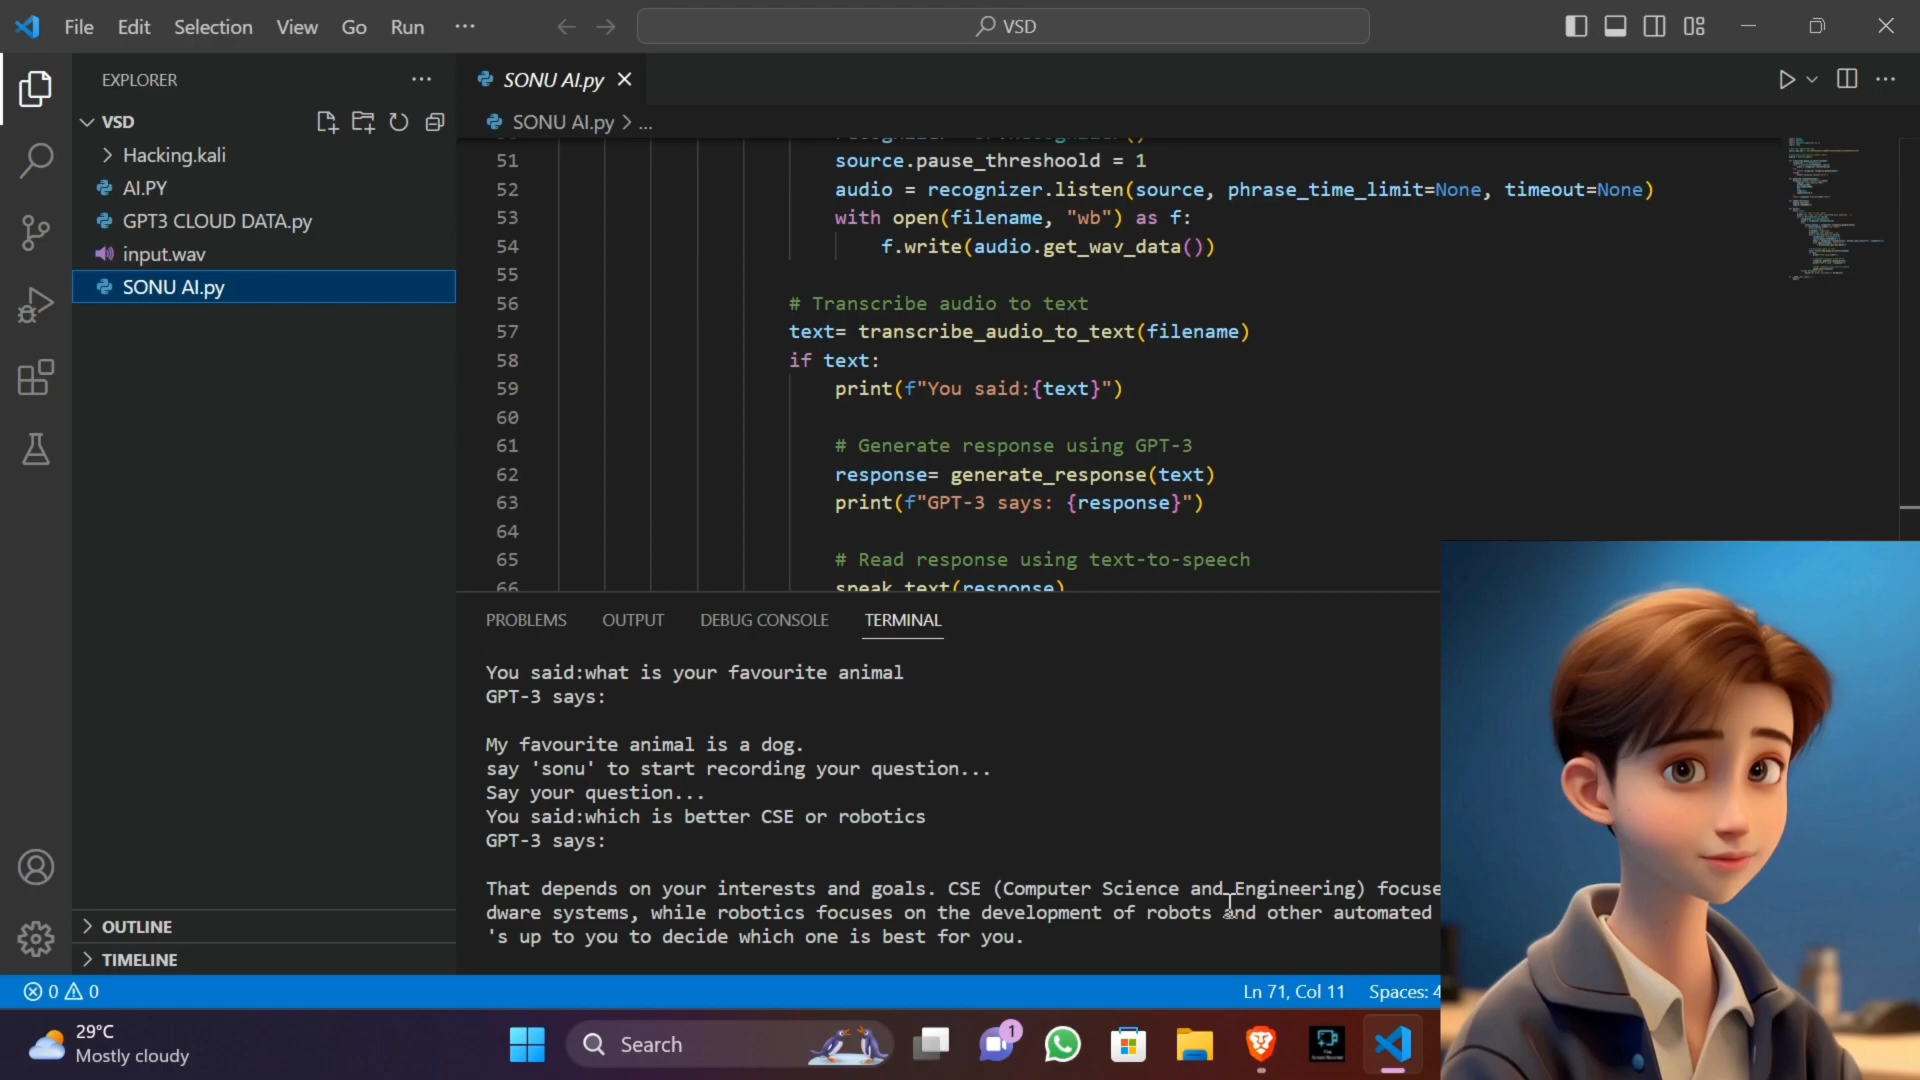 File Edit Selection View Go Run ...
VSD
EXPLORER
SONU AI.py
VSD
SONU AI.py > ...
Hacking.kali
AI.PY
GPT3 CLOUD DATA.py
input.wav
SONU AI.py
51 source.pause_threshoold = 1
52 audio = recognizer.listen(source, phrase_time_limit=None, timeout=None)
53 with open(filename, "wb") as f:
54 f.write(audio.get_wav_data())
55
56 # Transcribe audio to text
57 text= transcribe_audio_to_text(filename)
58 if text:
59 print(f"You said:{text}")
60
61 # Generate response using GPT-3
62 response= generate_response(text)
63 print(f"GPT-3 says: {response}")
64
65 # Read response using text-to-speech
66 speak_text(response)
PROBLEMS OUTPUT DEBUG CONSOLE TERMINAL
You said:what is your favourite animal
GPT-3 says:
My favourite animal is a dog.
say 'sonu' to start recording your question...
Say your question...
You said:which is better CSE or robotics
GPT-3 says:
That depends on your interests and goals. CSE (Computer Science and Engineering) focuse
dware systems, while robotics focuses on the development of robots and other automated
's up to you to decide which one is best for you.
OUTLINE
TIMELINE
0 0
Ln 71, Col 11 Spaces: 4
29°C
Mostly cloudy
Search
1